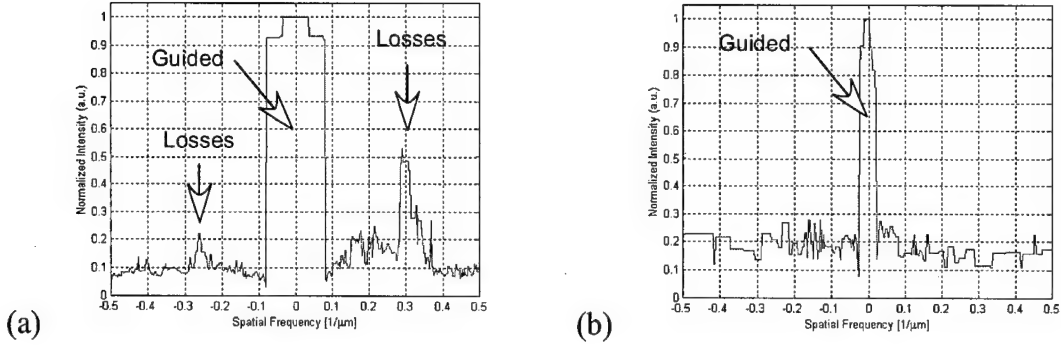 Normalized Intensity (a.u.)
1
0.9
0.8
0.7
0.6
0.5
0.4
0.3
0.2
0.1
0
Losses
Guided
Losses
-0.5 -0.4 -0.3 -0.2 -0.1 0 0.1 0.2 0.3 0.4 0.5
Spatial Frequency [1/µm]
(a)
Normalized Intensity (a.u.)
1
0.9
0.8
0.7
0.6
0.5
0.4
0.3
0.2
0.1
0
Guided
-0.5 -0.4 -0.3 -0.2 -0.1 0 0.1 0.2 0.3 0.4 0.5
Spatial Frequency [1/µm]
(b)